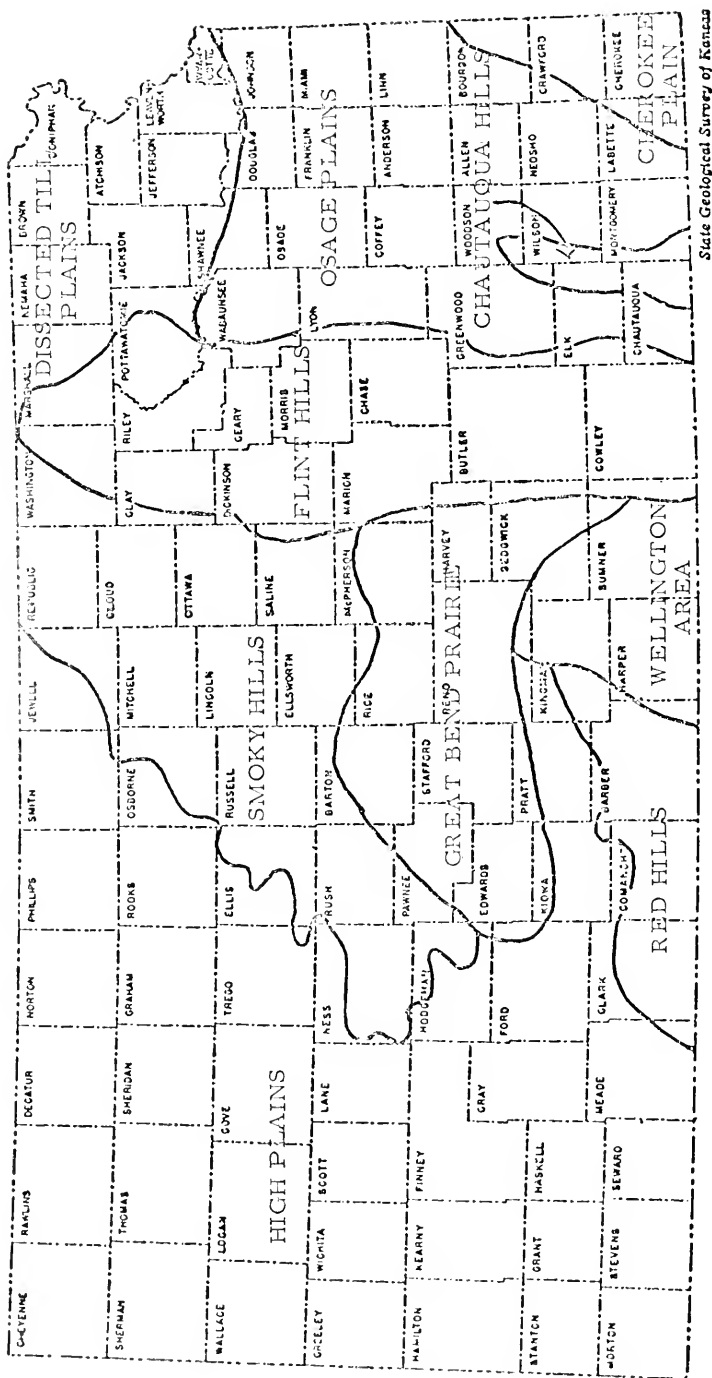 CHEYENNE
RAWLINS
DECATUR
NORTON
PHILLIPS
SMITH
JEWELL
REPUBLIC
WASHINGTON
MARSHALL
NEMAHA
BROWN
DONIPHAN
SHERMAN
THOMAS
SHERIDAN
GRAHAM
ROOKS
OSBORNE
MITCHELL
CLOUD
CLAY
RILEY
POTTAWATOMIE
JACKSON
ATCHISON
DISSECTED TILL
PLAINS
JEFFERSON
LEAVEN-
WORTH
WYAN-
DOTTE
WALLACE
LOGAN
GOVE
TREGO
ELLIS
RUSSELL
LINCOLN
OTTAWA
SALINE
DICKINSON
GEARY
WABAUNSEE
SHAWNEE
DOUGLAS
JOHNSON
HIGH PLAINS
SMOKY HILLS
ELLSWORTH
MORRIS
FLINT HILLS
OSAGE
FRANKLIN
MIAMI
OSAGE PLAINS
GREELEY
WICHITA
SCOTT
LANE
NESS
RUSH
BARTON
RICE
McPHERSON
MARION
CHASE
LYON
COFFEY
ANDERSON
LINN
HAMILTON
KEARNY
FINNEY
HODGEMAN
PAWNEE
STAFFORD
RENO
HARVEY
BUTLER
GREENWOOD
WOODSON
ALLEN
BOURBON
GREAT BEND PRAIRIE
CHAUTAUQUA HILLS
GRAY
FORD
EDWARDS
SEDGWICK
STANTON
GRANT
HASKELL
KIOWA
PRATT
KINGMAN
ELK
WILSON
NEOSHO
CRAWFORD
MORTON
STEVENS
SEWARD
MEADE
CLARK
COMANCHE
BARBER
HARPER
SUMNER
COWLEY
CHAUTAUQUA
MONTGOMERY
LABETTE
CHEROKEE
RED HILLS
WELLINGTON
AREA
CHEROKEE
PLAIN
State Geological Survey of Kansas